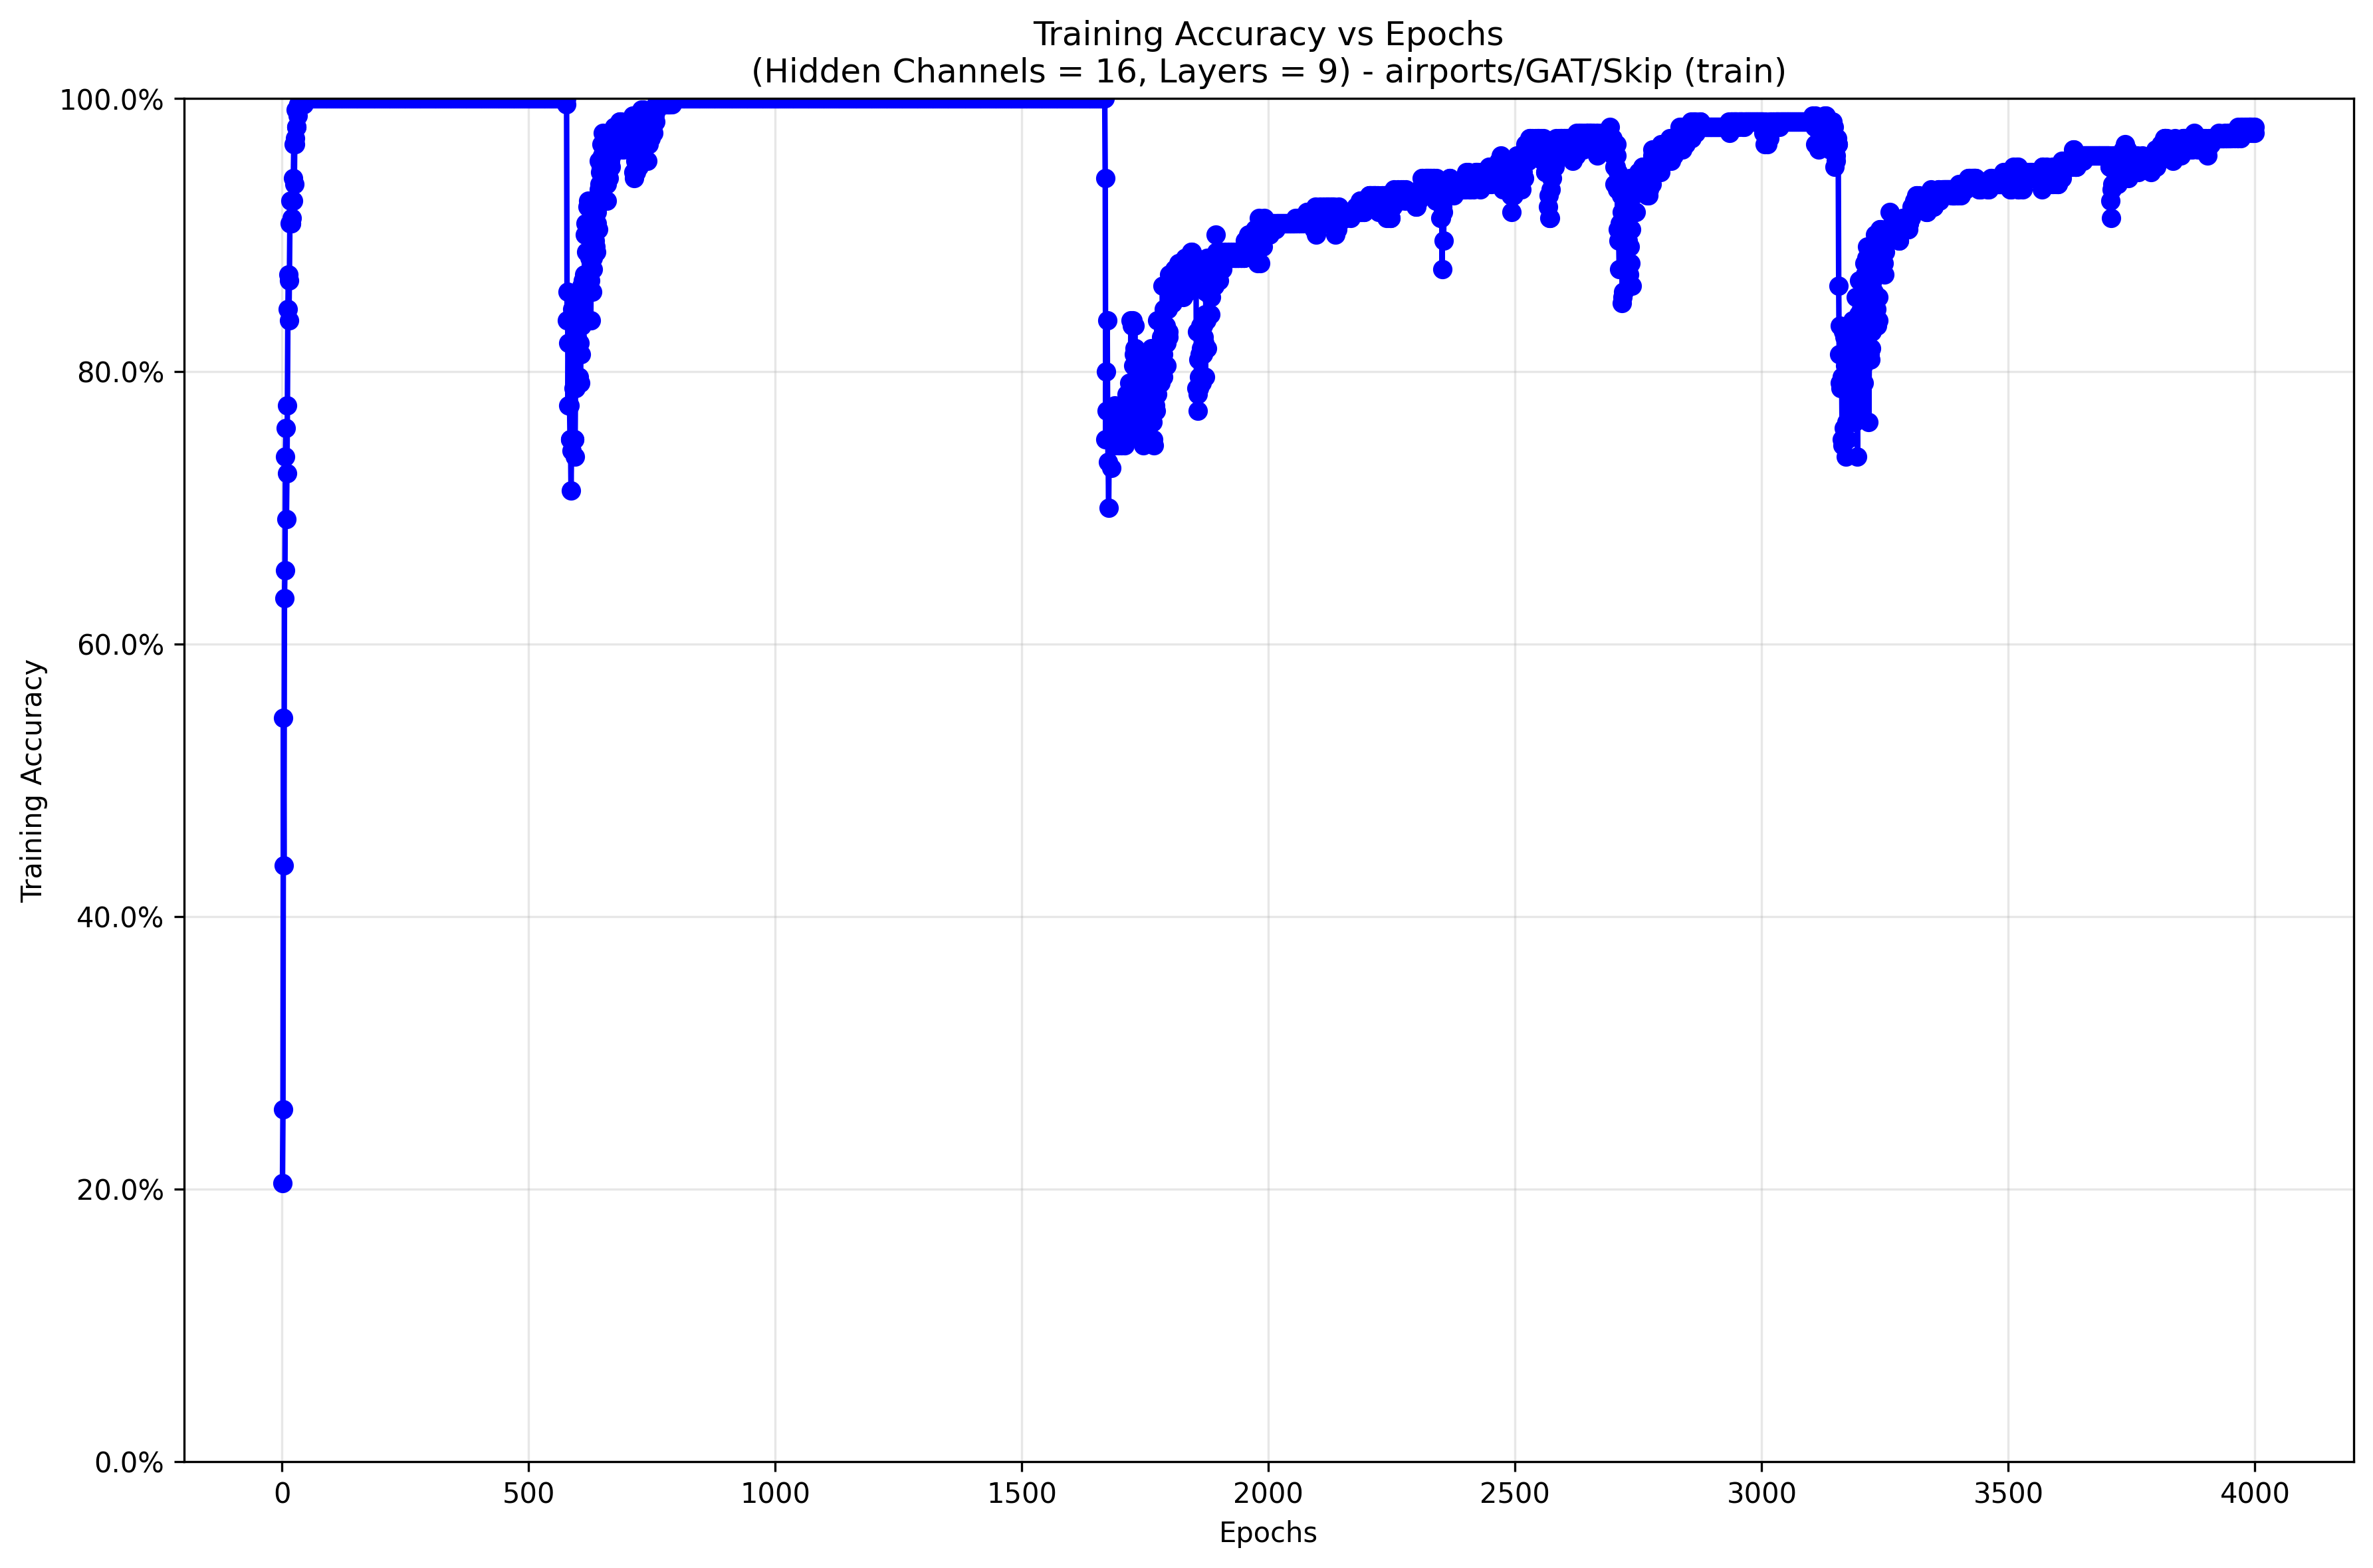 Training Accuracy vs Epochs
(Hidden Channels = 16, Layers = 9) - airports/GAT/Skip (train)
100.0%
80.0%
60.0%
40.0%
20.0%
0.0%
Training Accuracy
0 500 1000 1500 2000 2500 3000 3500 4000
Epochs